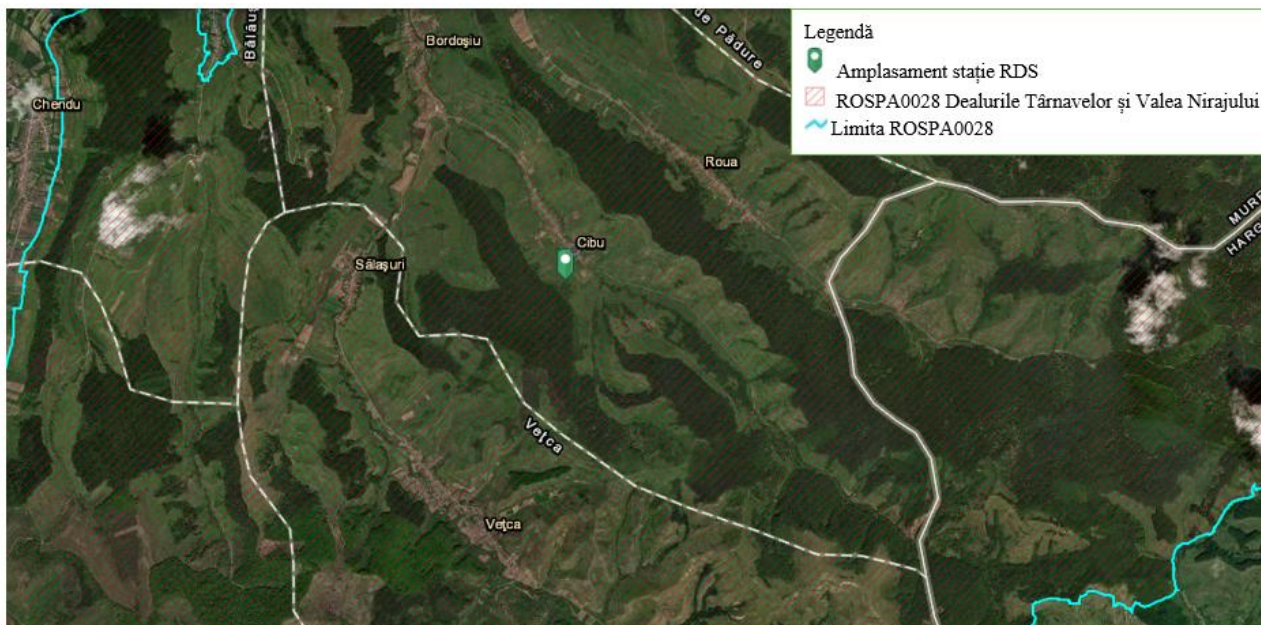 Legendă
Amplasament stație RDS
ROSPA0028 Dealurile Târnavelor și Valea Nirajului
Limita ROSPA0028
de Pădure
Bordoșiu
Chendu
Roua
Cibu
Sălașuri
Vețca
Vețca